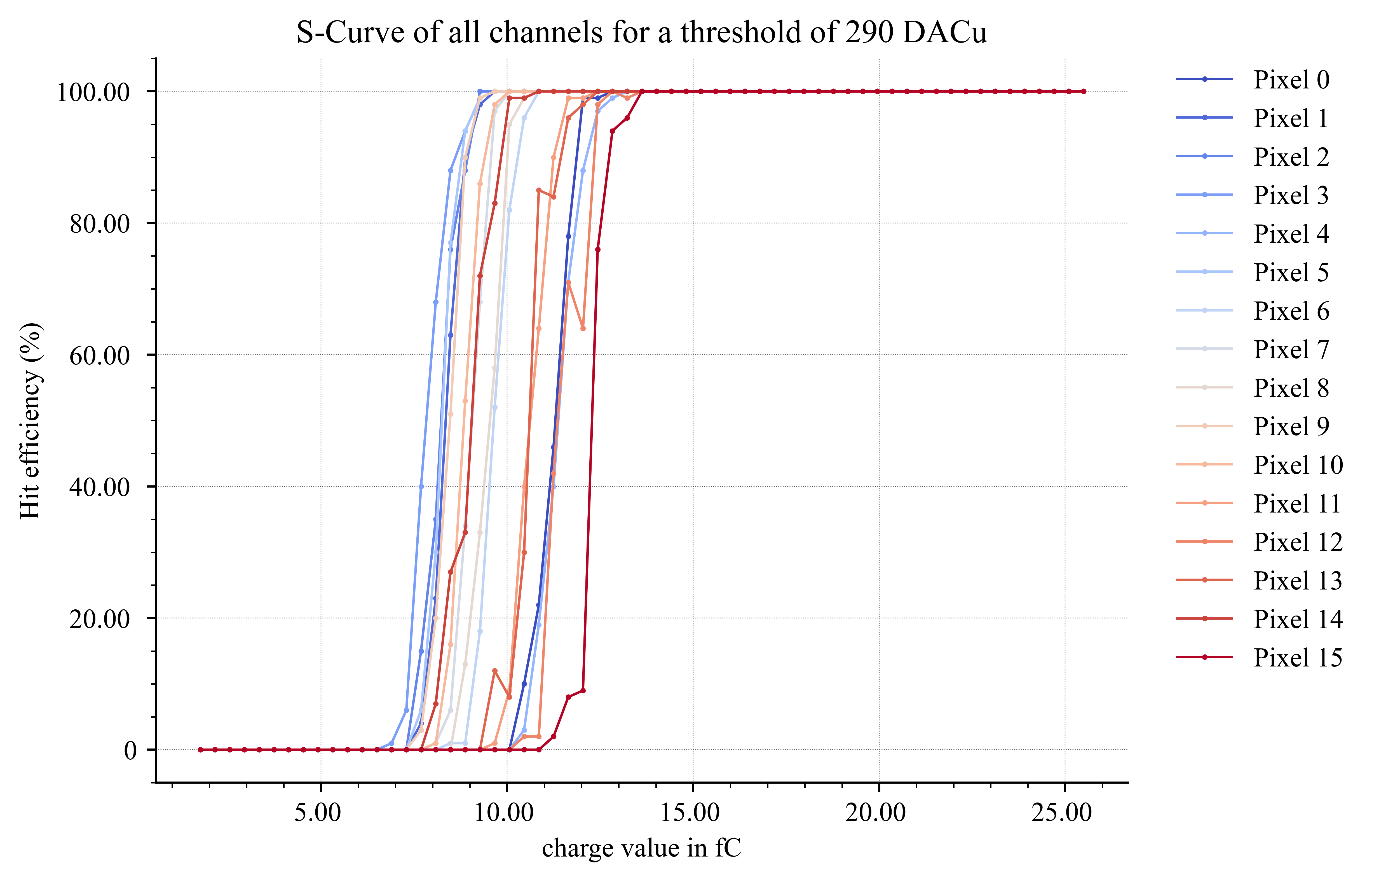 S-Curve of all channels for a threshold of 290 DACu
100.00
80.00
60.00
40.00
20.00
0
Hit efficiency (%)
5.00 10.00 15.00 20.00 25.00
charge value in fC
Pixel 0
Pixel 1
Pixel 2
Pixel 3
Pixel 4
Pixel 5
Pixel 6
Pixel 7
Pixel 8
Pixel 9
Pixel 10
Pixel 11
Pixel 12
Pixel 13
Pixel 14
Pixel 15